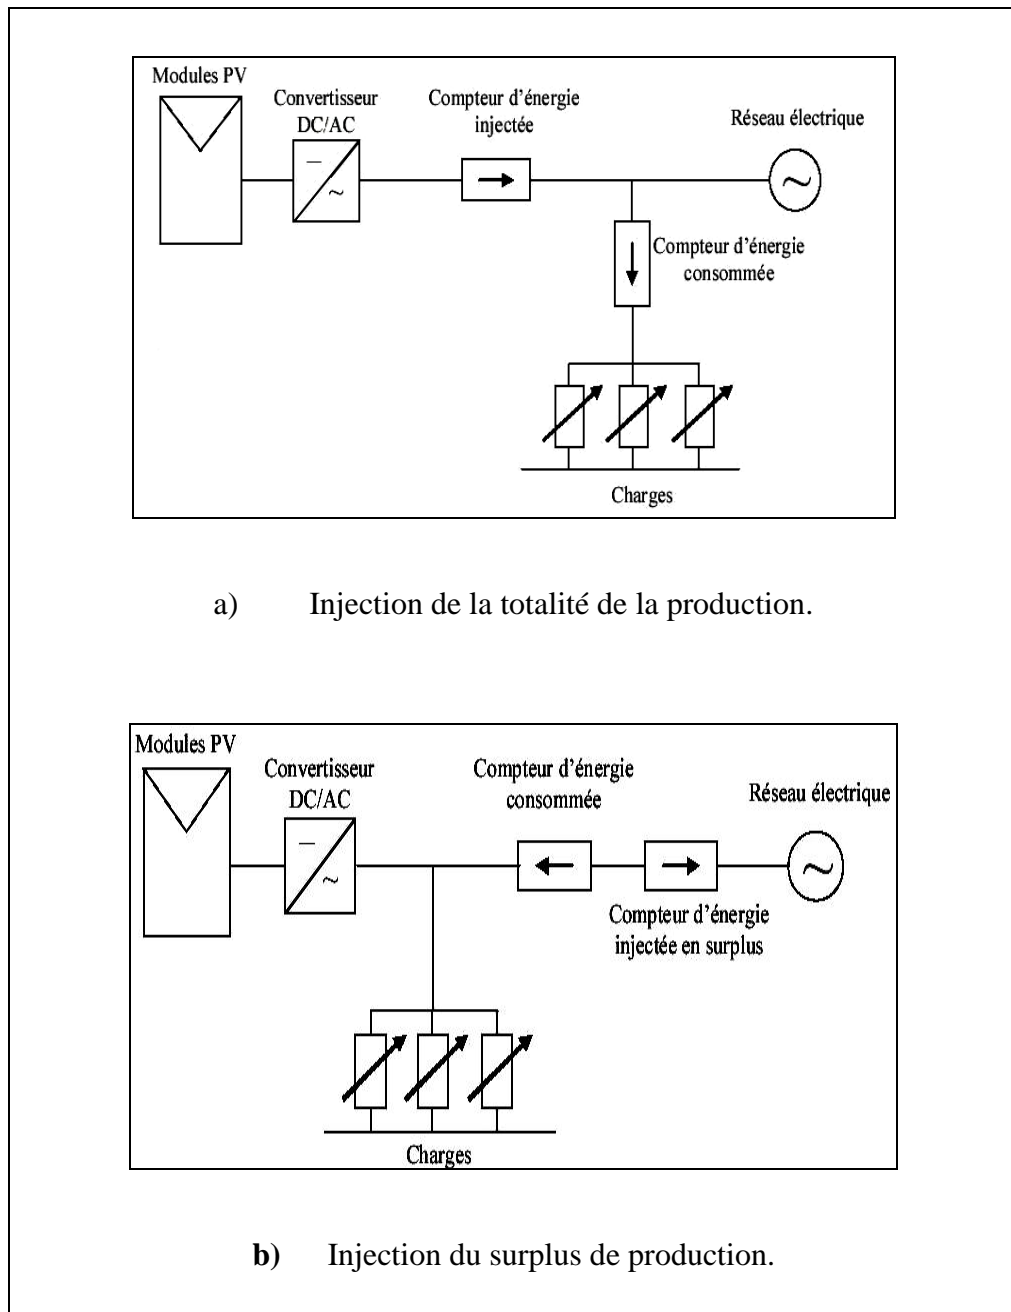 Modules PV
Convertisseur
DC/AC
Compteur d'énergie
injectée
Réseau électrique
Compteur d'énergie
consommée
Charges
a) Injection de la totalité de la production.
Modules PV
Convertisseur
DC/AC
Compteur d'énergie
consommée
Réseau électrique
Compteur d'énergie
injectée en surplus
Charges
b) Injection du surplus de production.